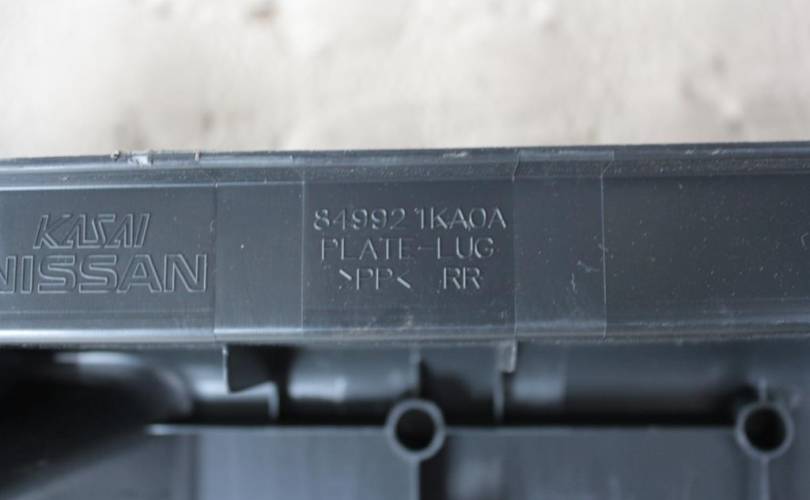 KASAI
NISSAN
84992 1KA0A
PLATE-LUG
>PP< RR